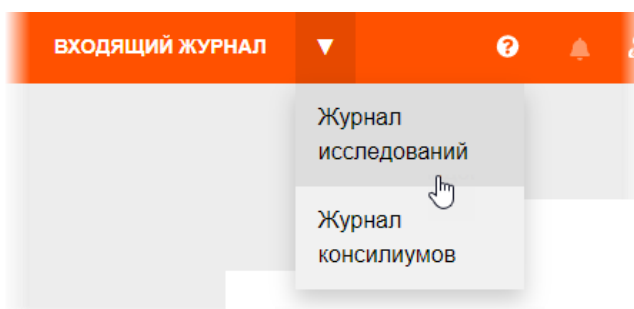 ВХОДЯЩИЙ ЖУРНАЛ
Журнал
исследований
Журнал
консилиумов